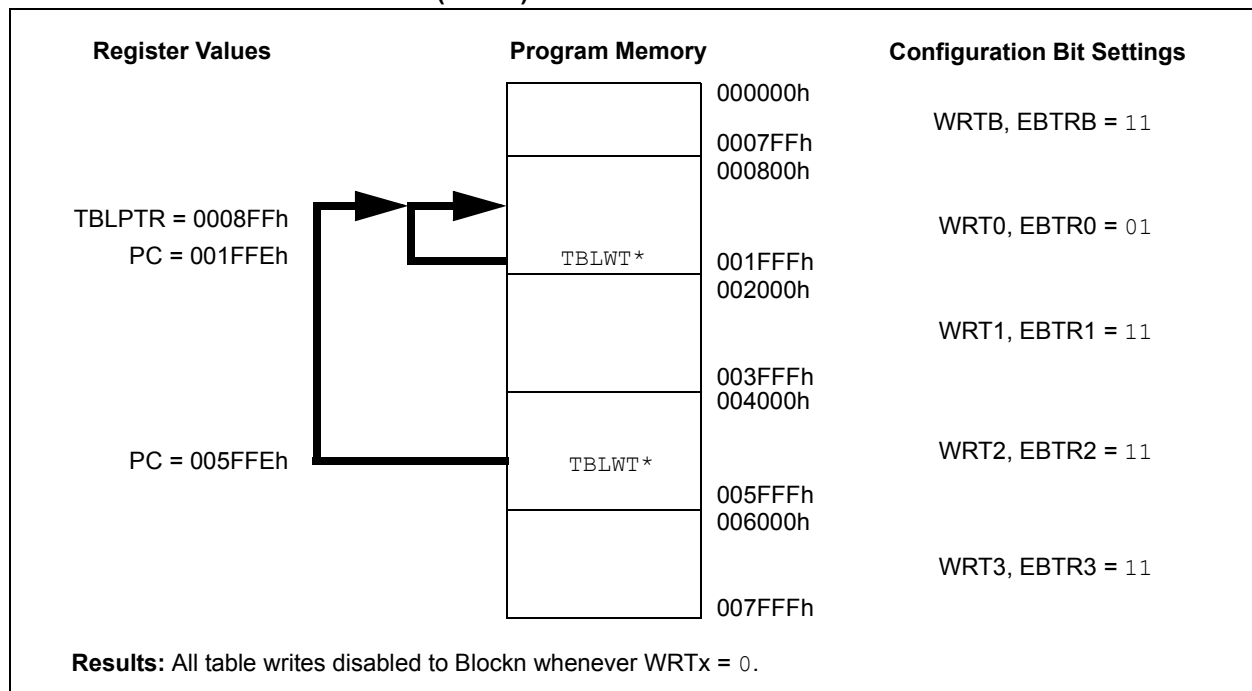 Register Values Program Memory Configuration Bit Settings
000000h
WRTB, EBTRB = 11
0007FFh
000800h
TBLPTR = 0008FFh
WRT0, EBTR0 = 01
PC = 001FFEh
TBLWT*
001FFFh
002000h
WRT1, EBTR1 = 11
003FFFh
004000h
PC = 005FFEh
TBLWT*
WRT2, EBTR2 = 11
005FFFh
006000h
WRT3, EBTR3 = 11
007FFFh
Results: All table writes disabled to Blockn whenever WRTx = 0.